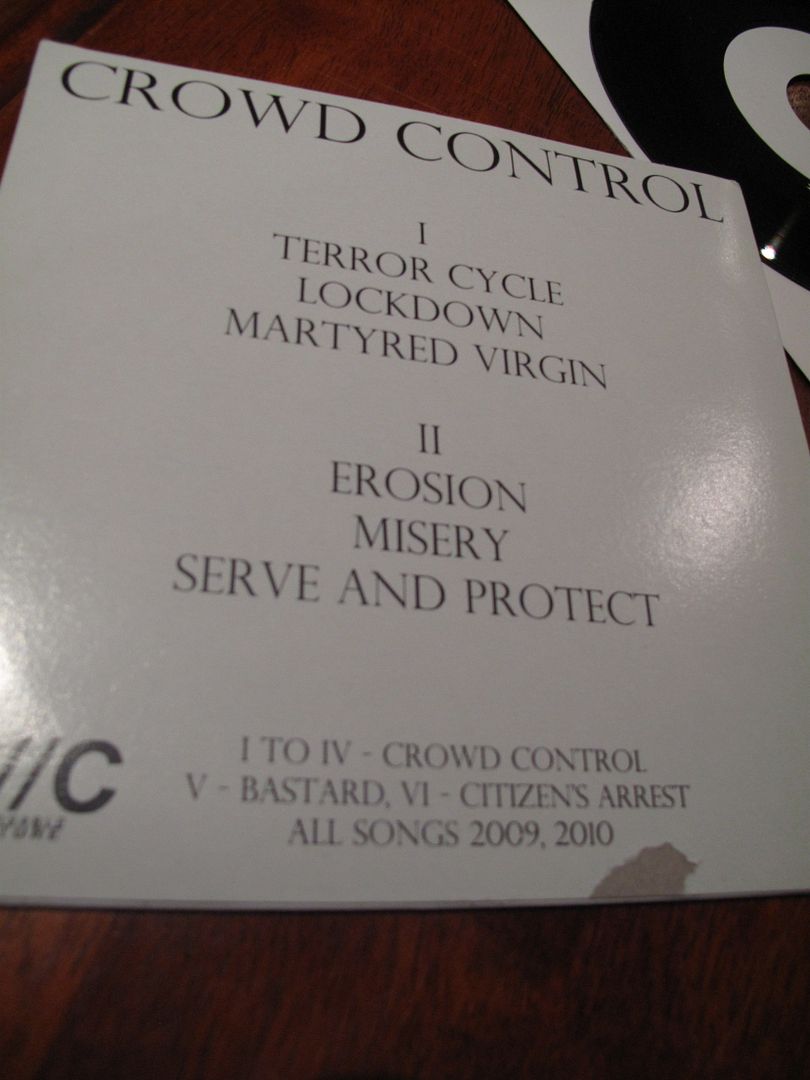 CROWD CONTROL
I
TERROR CYCLE
LOCKDOWN
MARTYRED VIRGIN
II
EROSION
MISERY
SERVE AND PROTECT
I TO IV - CROWD CONTROL
V - BASTARD, VI - CITIZEN'S ARREST
ALL SONGS 2009, 2010
//C